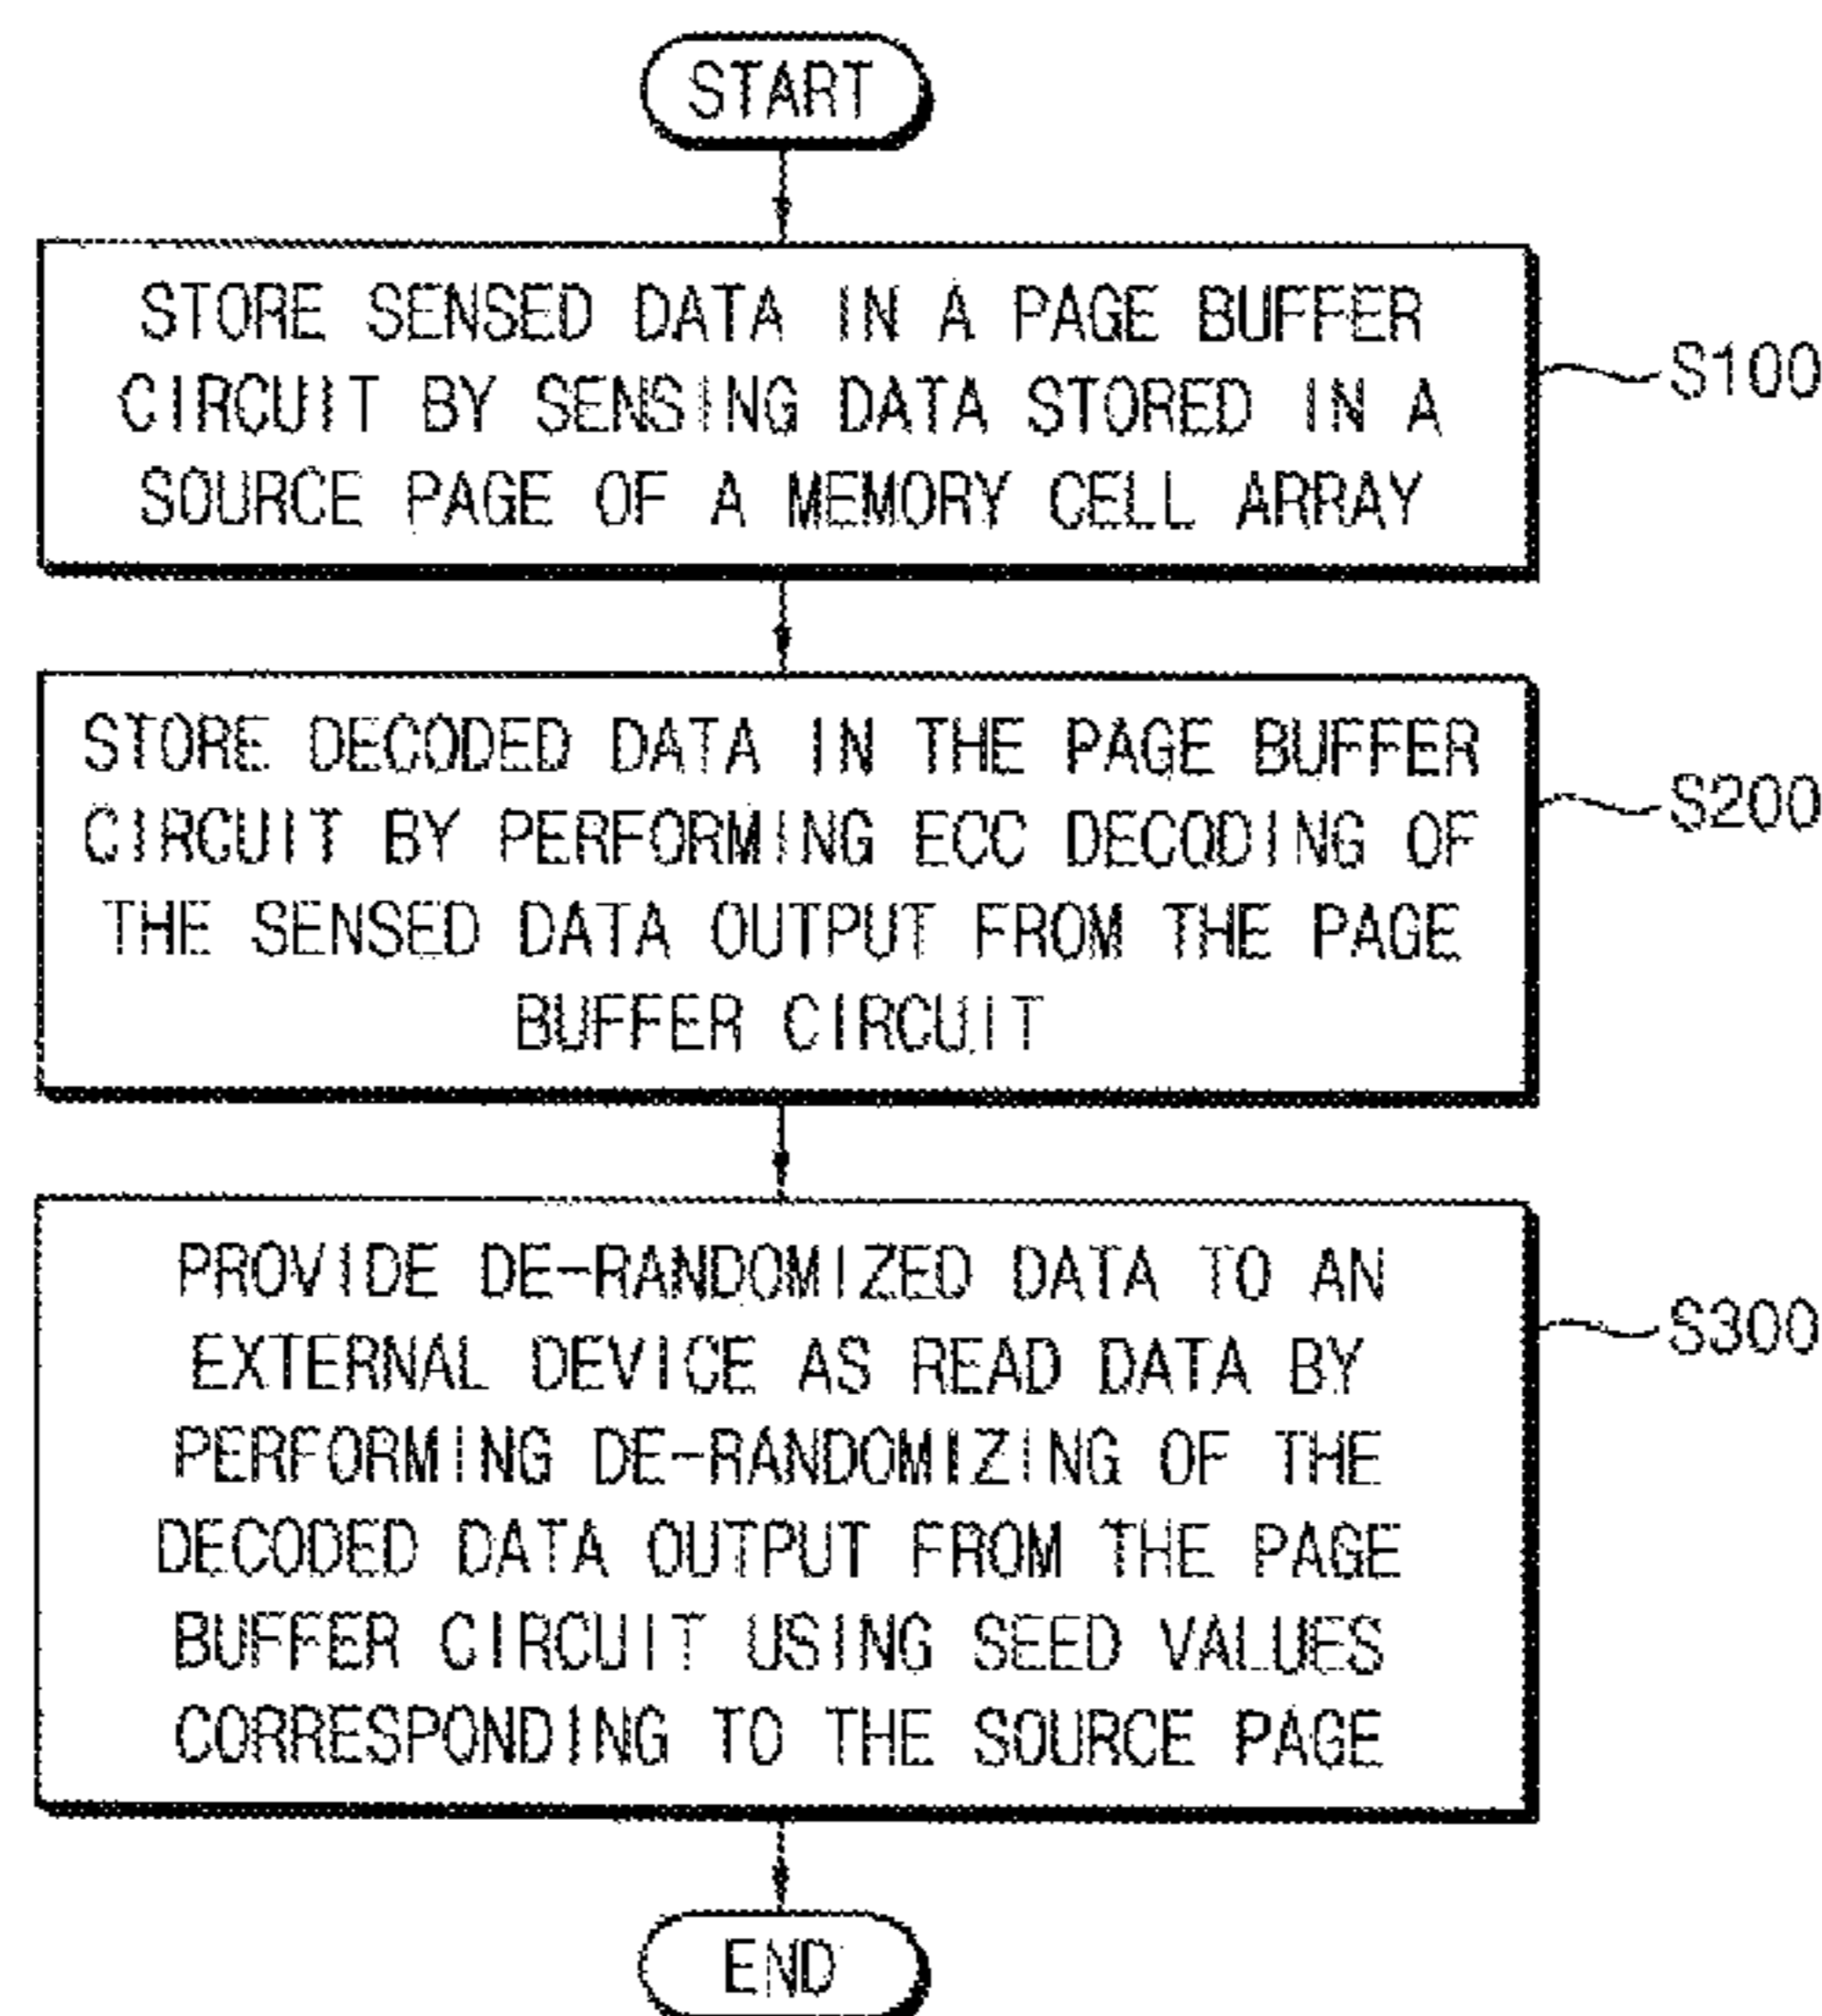 START
STORE SENSED DATA IN A PAGE BUFFER
CIRCUIT BY SENSING DATA STORED IN A
SOURCE PAGE OF A MEMORY CELL ARRAY
S100
STORE DECODED DATA IN THE PAGE BUFFER
CIRCUIT BY PERFORMING ECC DECODING OF
THE SENSED DATA OUTPUT FROM THE PAGE
BUFFER CIRCUIT
S200
PROVIDE DE-RANDOMIZED DATA TO AN
EXTERNAL DEVICE AS READ DATA BY
PERFORMING DE-RANDOMIZING OF THE
DECODED DATA OUTPUT FROM THE PAGE
BUFFER CIRCUIT USING SEED VALUES
CORRESPONDING TO THE SOURCE PAGE
S300
END